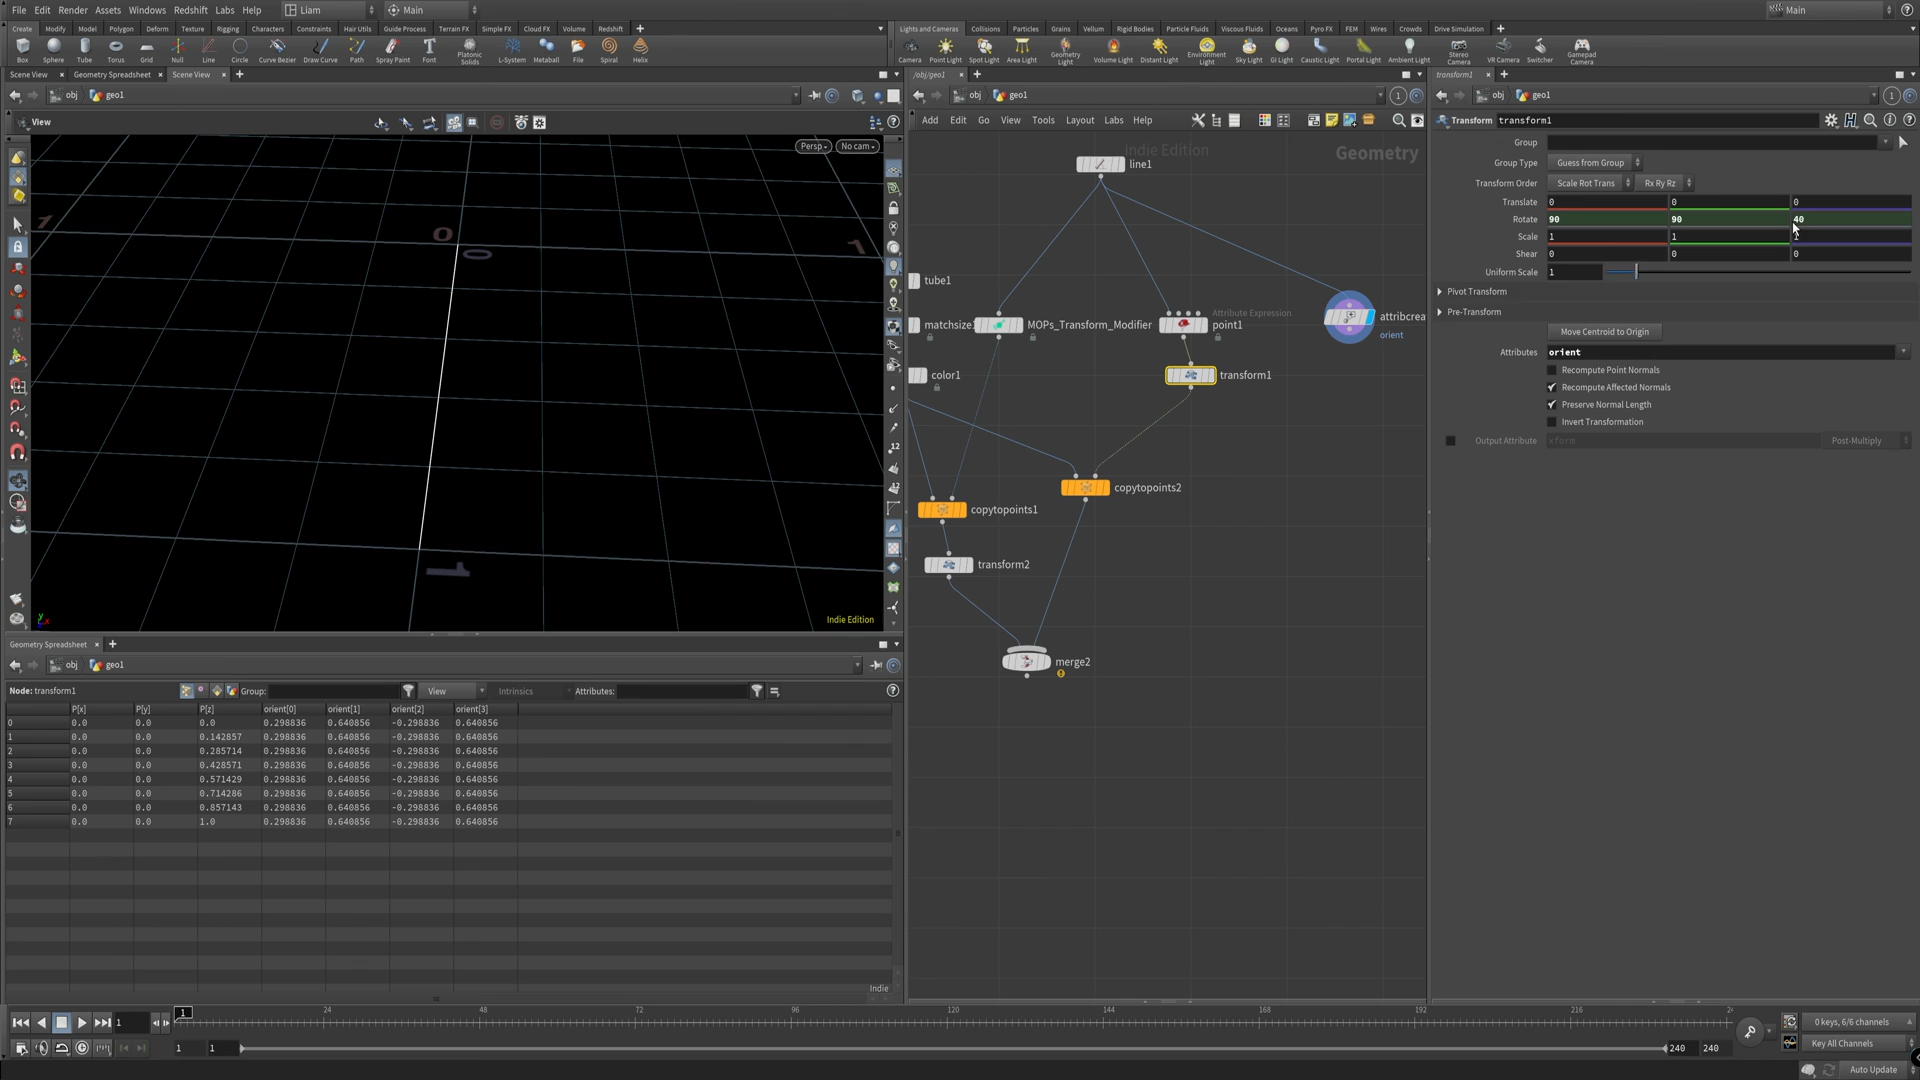 File Edit Render Assets Windows Redshift Labs Help Liam Main Main
Create Modify Model Polygon Deform Texture Rigging Characters Constraints Hair Utils Guide Process Terrain FX Simple FX Cloud FX Volume Redshift
Lights and Camera Collisions Particles Grains Vellum Rigid Bodies Particle Fluids Viscous Fluids Oceans Pyro FX FEM Wires Crowds Drive Simulation
Box Sphere Tube Torus Grid Null Line Circle Curve Bezier Draw Curve Path Spray Paint Font Platonic Solids L-System Metaball File Spiral Helix
Camera Point Light Spot Light Area Light Geometry Light Volume Light Distant Light Environment Light Sky Light GI Light Caustic Light Portal Light Ambient Light Stereo Camera VR Camera Switcher Gamepad Camera
Scene View Geometry Spreadsheet Scene View
/obj/geo1
transform1
obj geo1
obj geo1
obj geo1
View
Persp No cam
0
0
1
1
1
Indie Edition
Add Edit Go View Tools Layout Labs Help
Indie Edition
Geometry
line1
tube1
matchsize1
MOPs_Transform_Modifier
Attribute Expression
point1
attribcrea
orient
color1
transform1
copytopoints2
copytopoints1
transform2
merge2
Transform transform1
Group
Group Type Guess from Group
Transform Order Scale Rot Trans Rx Ry Rz
Translate 0 0 0
Rotate 90 90 40
Scale 1 1 1
Shear 0 0 0
Uniform Scale 1
Pivot Transform
Pre-Transform
Move Centroid to Origin
Attributes orient
Recompute Point Normals
Recompute Affected Normals
Preserve Normal Length
Invert Transformation
Output Attribute xform Post-Multiply
Geometry Spreadsheet
obj geo1
Node: transform1 Group: View Intrinsics Attributes:
P[x] P[y] P[z] orient[0] orient[1] orient[2] orient[3]
0 0.0 0.0 0.0 0.298836 0.640856 -0.298836 0.640856
1 0.0 0.0 0.142857 0.298836 0.640856 -0.298836 0.640856
2 0.0 0.0 0.285714 0.298836 0.640856 -0.298836 0.640856
3 0.0 0.0 0.428571 0.298836 0.640856 -0.298836 0.640856
4 0.0 0.0 0.571429 0.298836 0.640856 -0.298836 0.640856
5 0.0 0.0 0.714286 0.298836 0.640856 -0.298836 0.640856
6 0.0 0.0 0.857143 0.298836 0.640856 -0.298836 0.640856
7 0.0 0.0 1.0 0.298836 0.640856 -0.298836 0.640856
Indie
1 1 24 48 72 96 120 144 168 192 216
0 keys, 6/6 channels
1 1 240 240
Key All Channels
Auto Update